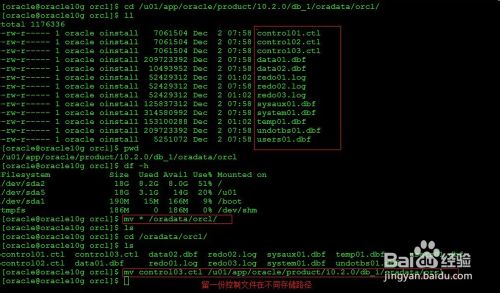 [oracle@oracle10g orcl]$ cd /u01/app/oracle/product/10.2.0/db_1/oradata/orcl/
[oracle@oracle10g orcl]$ ll
total 1176336
-rw-r----- 1 oracle oinstall 7061504 Dec 2 07:58 control01.ctl
-rw-r----- 1 oracle oinstall 7061504 Dec 2 07:58 control02.ctl
-rw-r----- 1 oracle oinstall 7061504 Dec 2 07:58 control03.ctl
-rw-r----- 1 oracle oinstall 209723392 Dec 2 07:58 data01.dbf
-rw-r----- 1 oracle oinstall 10493952 Dec 2 07:58 data02.dbf
-rw-r----- 1 oracle oinstall 52429312 Dec 2 01:02 redo01.log
-rw-r----- 1 oracle oinstall 52429312 Dec 2 07:58 redo02.log
-rw-r----- 1 oracle oinstall 52429312 Dec 2 01:02 redo03.log
-rw-r----- 1 oracle oinstall 125837312 Dec 2 07:58 sysaux01.dbf
-rw-r----- 1 oracle oinstall 314580992 Dec 2 07:58 system01.dbf
-rw-r----- 1 oracle oinstall 153100288 Dec 2 01:02 temp01.dbf
-rw-r----- 1 oracle oinstall 209723392 Dec 2 07:58 undotbs01.dbf
-rw-r----- 1 oracle oinstall 5251072 Dec 2 07:58 users01.dbf
[oracle@oracle10g orcl]$ pwd
/u01/app/oracle/product/10.2.0/db_1/oradata/orcl
[oracle@oracle10g orcl]$ df -h
Filesystem Size Used Avail Use% Mounted on
/dev/sda2 18G 8.2G 8.0G 51% /
/dev/sda5 18G 3.1G 14G 20% /u01
/dev/sda1 190M 15M 166M 9% /boot
tmpfs 186M 0 186M 0% /dev/shm
[oracle@oracle10g orcl]$ mv * /oradata/orcl/
[oracle@oracle10g orcl]$ ls
[oracle@oracle10g orcl]$ cd /oradata/orcl/
[oracle@oracle10g orcl]$ ls
control01.ctl control03.ctl data02.dbf redo02.log sysaux01.dbf temp01.dbf
control02.ctl data01.dbf redo01.log redo03.log system01.dbf
[oracle@oracle10g orcl]$ mv control03.ctl /u01/app/oracle/product/10.2.0/db_1/oradata/orcl/
[oracle@oracle10g orcl]$
留一份控制文件在不同存储路径
Baidu 经验
jingyan.baidu.com